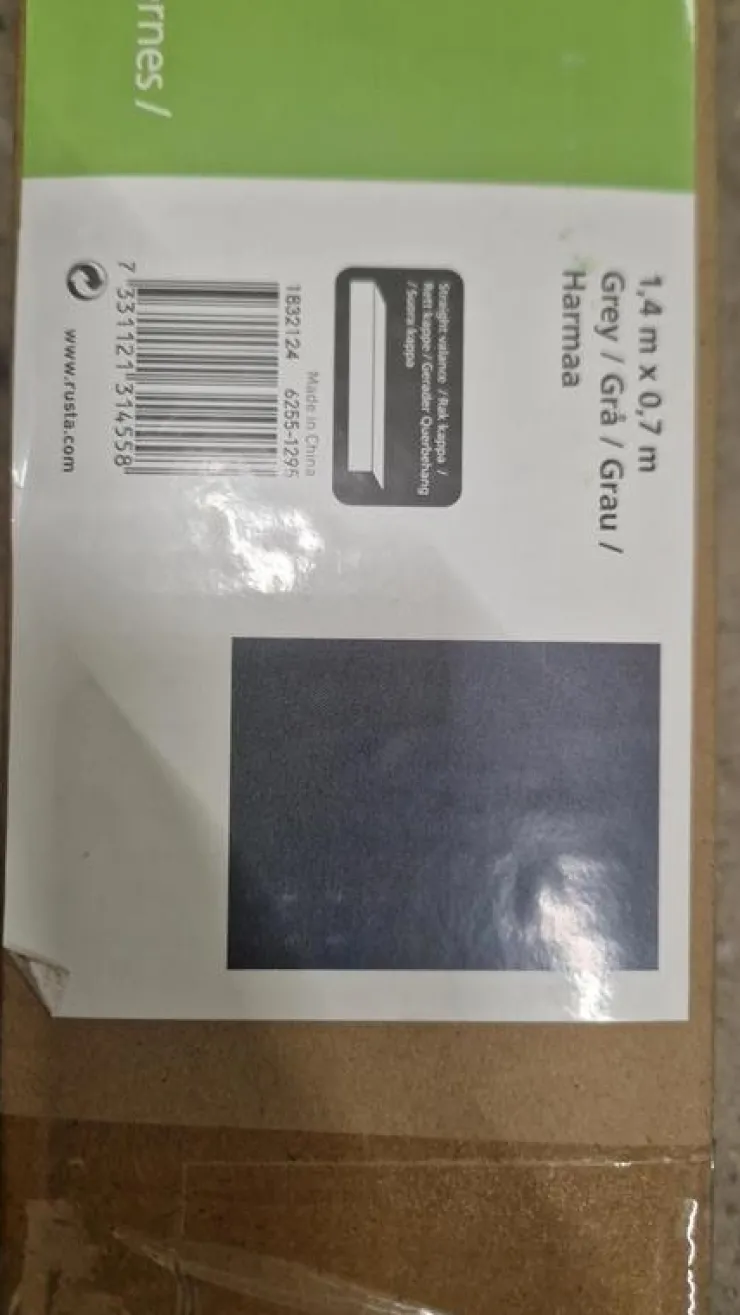 1,4 m x 0,7 m
Grey / Grå / Grau /
Harmaa
Straight valance / Rak kappa /
Rett kappe / Gerader Querbehang
/ Suora kappa
Made in China
1832124 6255-1295
7 331121 314558
www.rusta.com